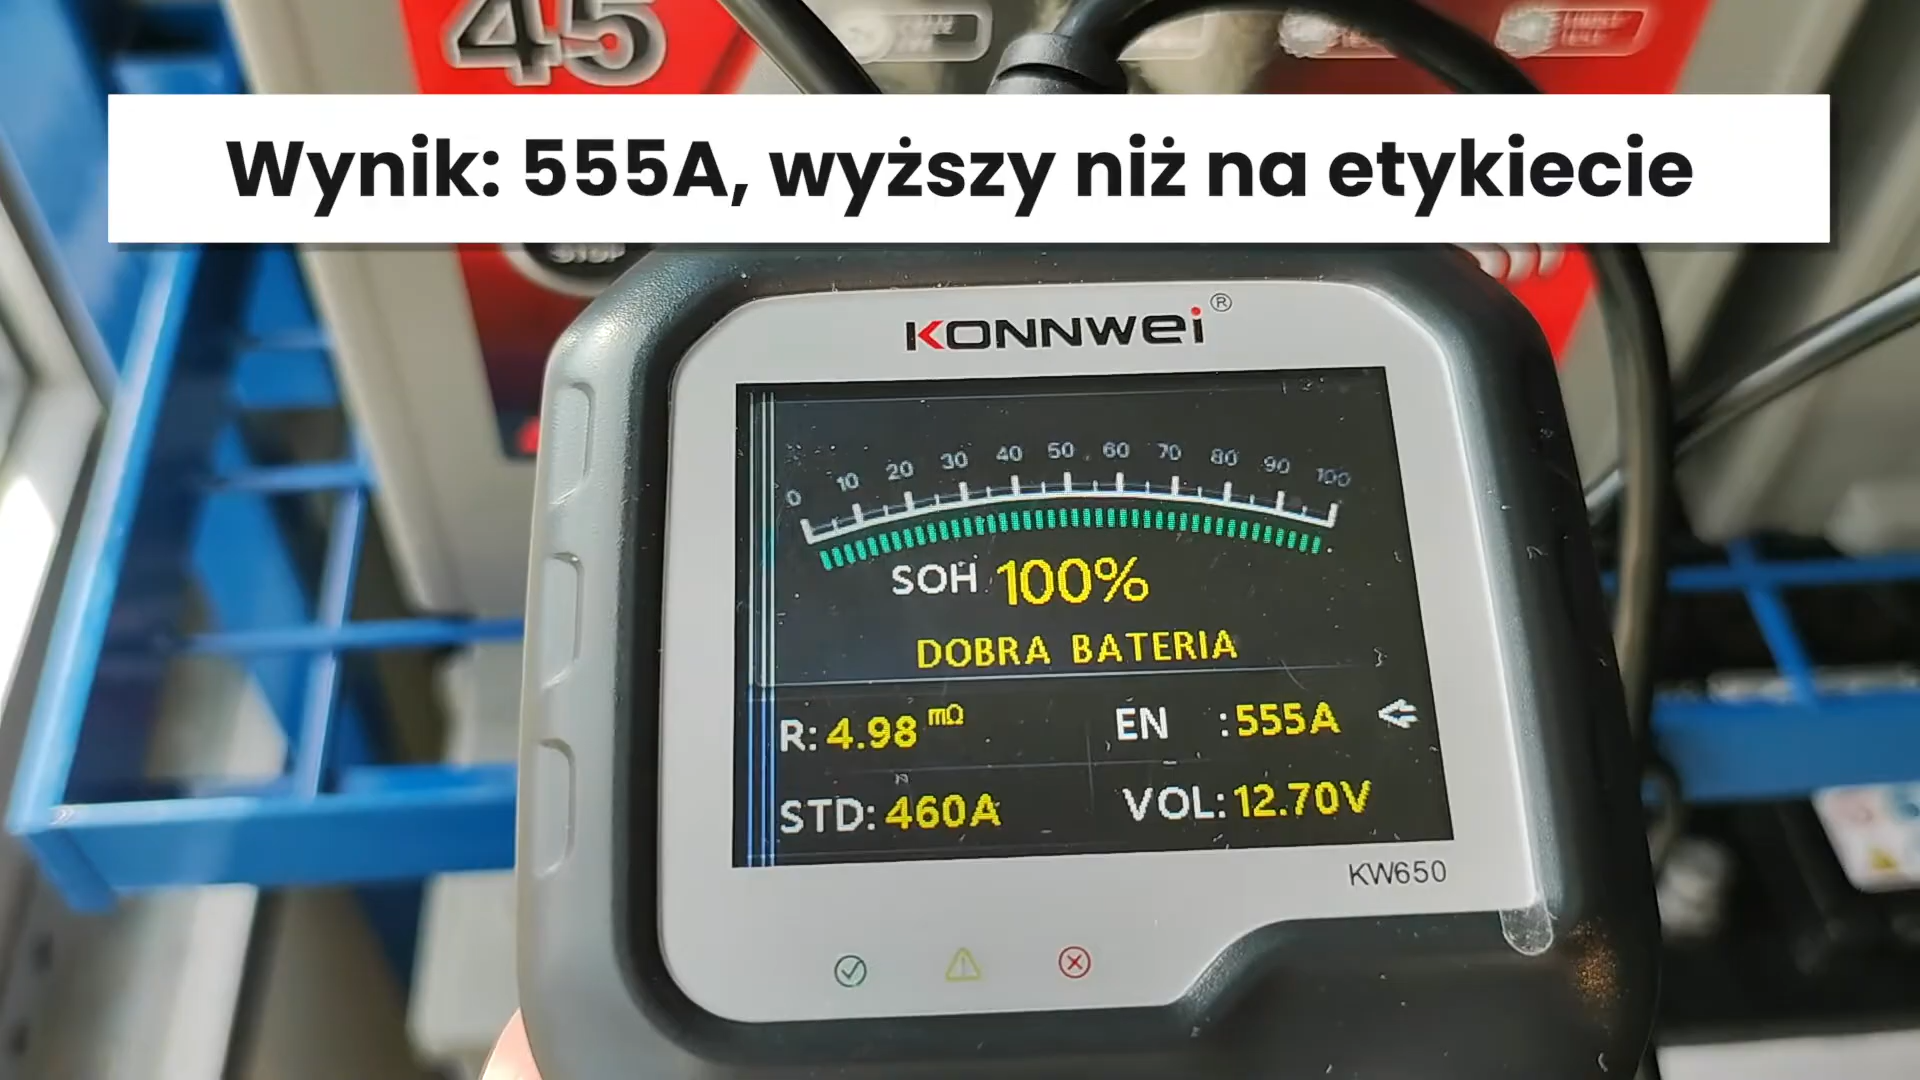 45
Wynik: 555A, wyższy niż na etykiecie
STOP
KONNWEI®
0 10 20 30 40 50 60 70 80 90 100
SOH 100%
DOBRA BATERIA
R: 4.98 mΩ
EN : 555A
STD: 460A
VOL: 12.70V
KW650